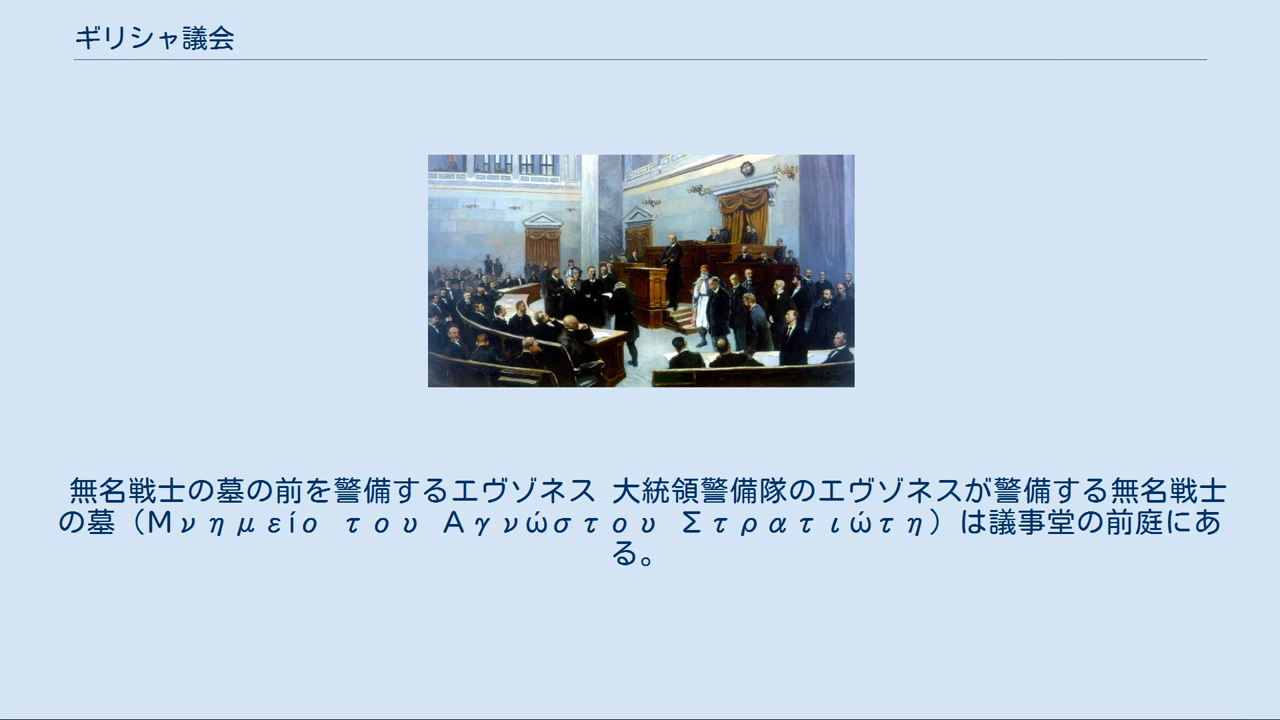 ギリシャ議会
無名戦士の墓の前を警備するエヴゾネス 大統領警備隊のエヴゾネスが警備する無名戦士
の墓（Μνημείο του Αγνώστου Στρατιώτη）は議事堂の前庭にあ
る。